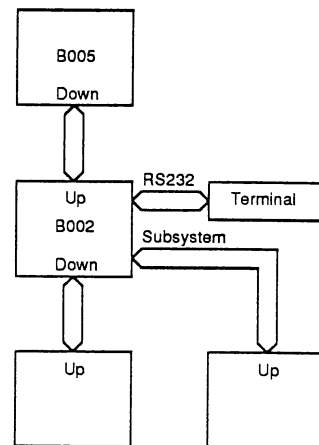 B005
Down
RS232
Up
Terminal
B002
Subsystem
Down
Up
Up